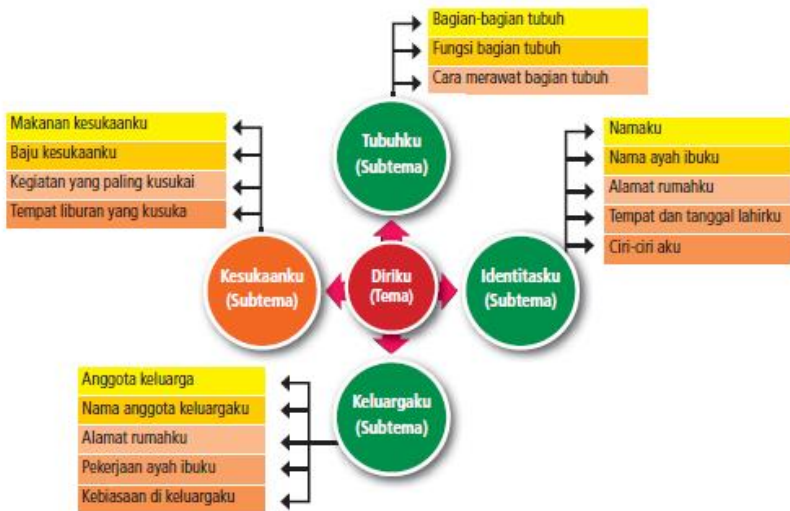 Bagian-bagian tubuh
Fungsi bagian tubuh
Cara merawat bagian tubuh
Makanan kesukaanku
Baju kesukaanku
Kegiatan yang paling kusukai
Tempat liburan yang kusuka
Tubuhku
(Subtema)
Namaku
Nama ayah ibuku
Alamat rumahku
Tempat dan tanggal lahirku
Ciri-ciri aku
Kesukaanku
(Subtema)
Diriku
(Tema)
Identitasku
(Subtema)
Anggota keluarga
Nama anggota keluargaku
Alamat rumahku
Pekerjaan ayah ibuku
Kebiasaan di keluargaku
Keluargaku
(Subtema)